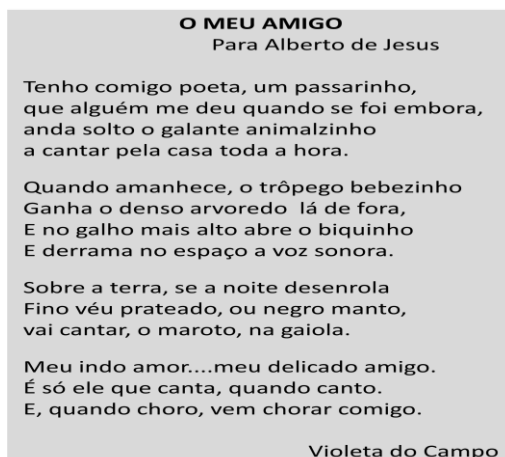 O MEU AMIGO
Para Alberto de Jesus
Tenho comigo poeta, um passarinho,
que alguém me deu quando se foi embora,
anda solto o galante animalzinho
a cantar pela casa toda a hora.
Quando amanhece, o trôpego bebezinho
Ganha o denso arvoredo lá de fora,
E no galho mais alto abre o biquinho
E derrama no espaço a voz sonora.
Sobre a terra, se a noite desenrola
Fino véu prateado, ou negro manto,
vai cantar, o maroto, na gaiola.
Meu indo amor....meu delicado amigo.
É só ele que canta, quando canto.
E, quando choro, vem chorar comigo.
Violeta do Campo